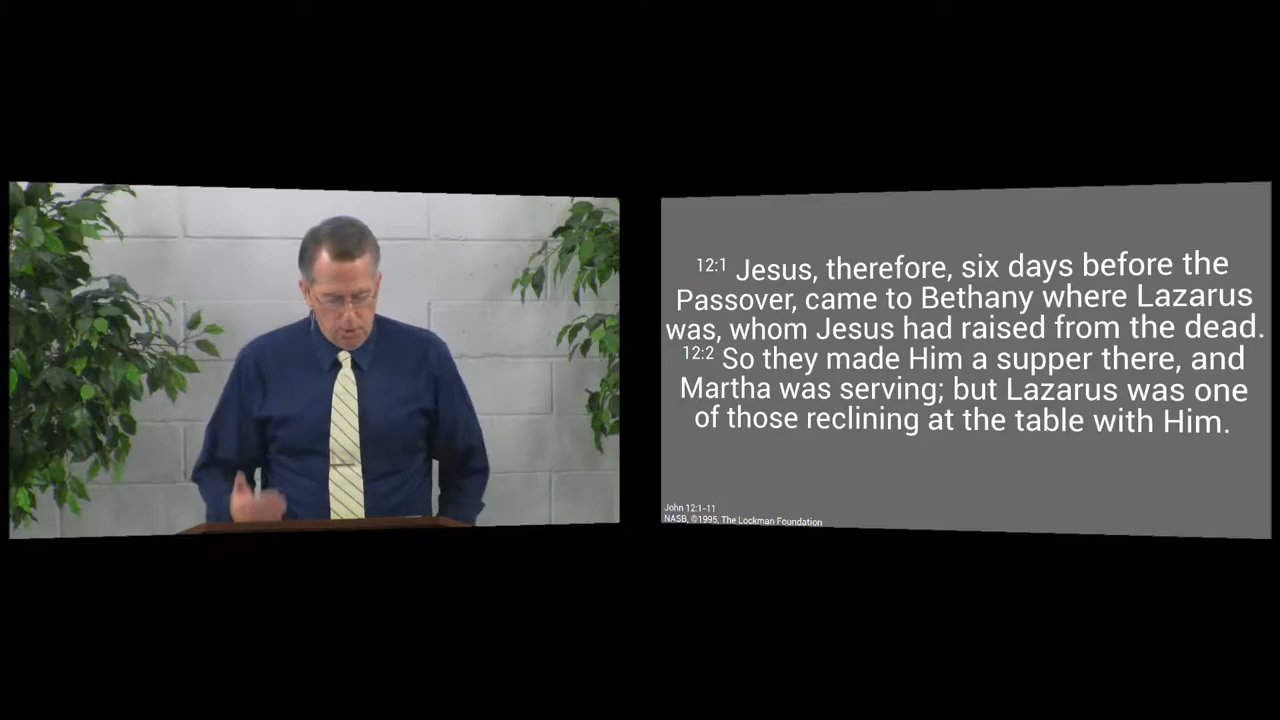 12:1 Jesus, therefore, six days before the
Passover, came to Bethany where Lazarus
was, whom Jesus had raised from the dead.
12:2 So they made Him a supper there, and
Martha was serving; but Lazarus was one
of those reclining at the table with Him.
John 12:1-11
NASB, ©1995, The Lockman Foundation